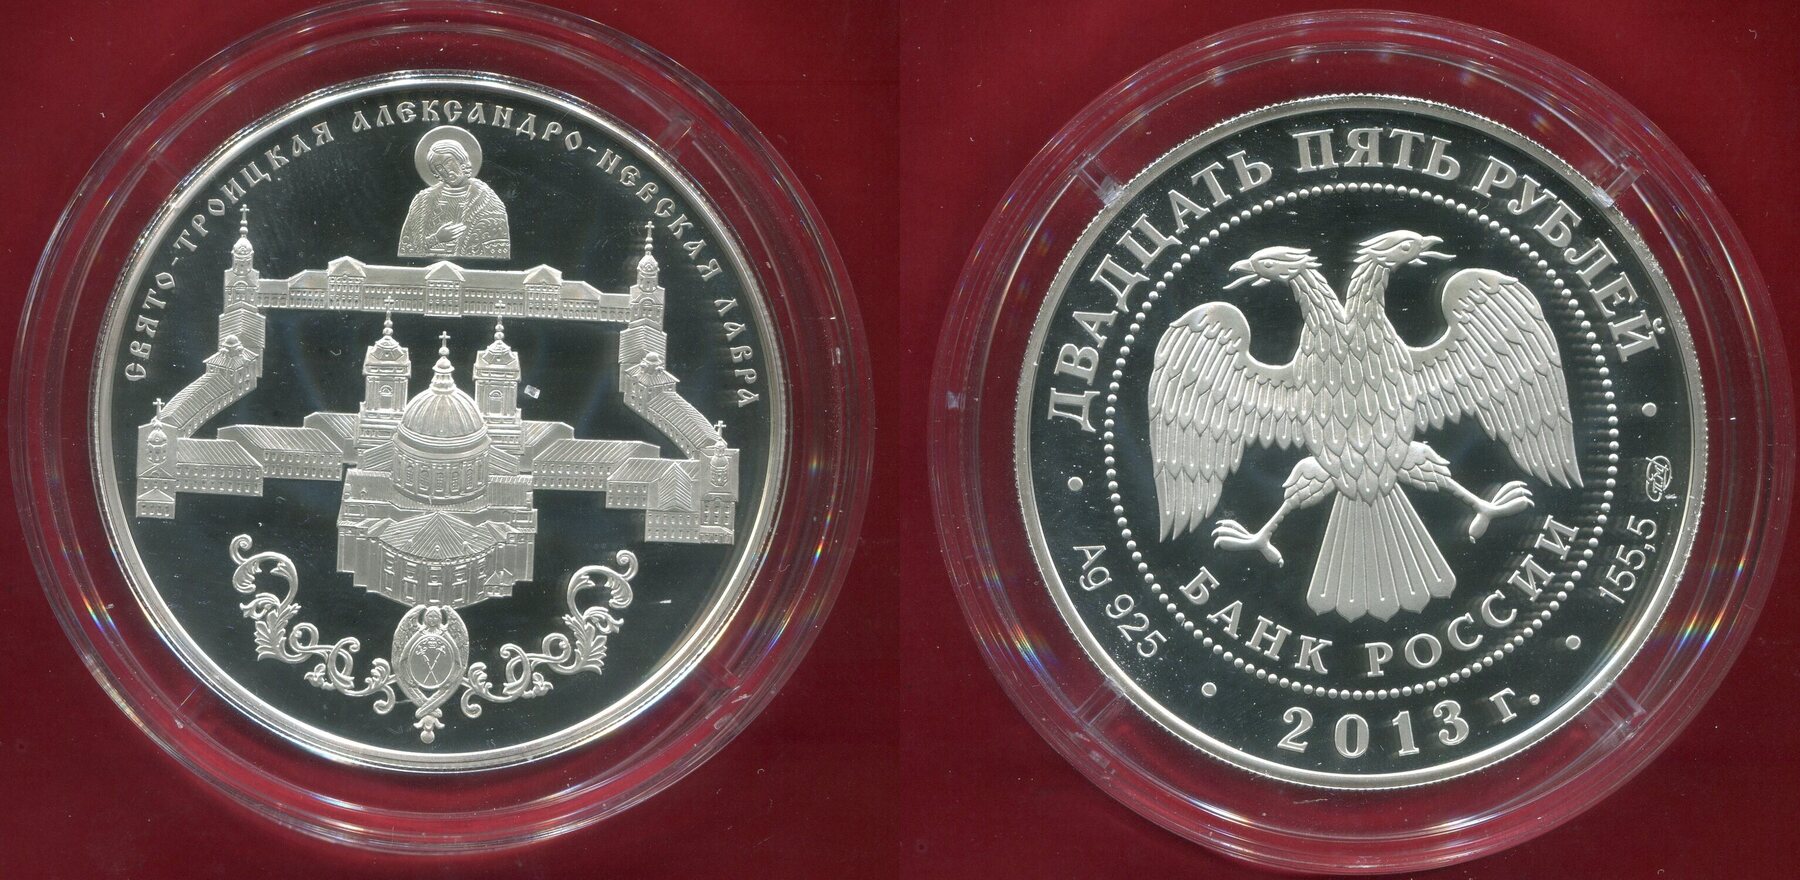 СВЯТО-ТРОИЦКАЯ АЛЕКСАНДРО-НЕВСКАЯ ЛАВРА
ДВАДЦАТЬ ПЯТЬ РУБЛЕЙ
БАНК РОССИИ
Ag 925
155,5
2013 г.